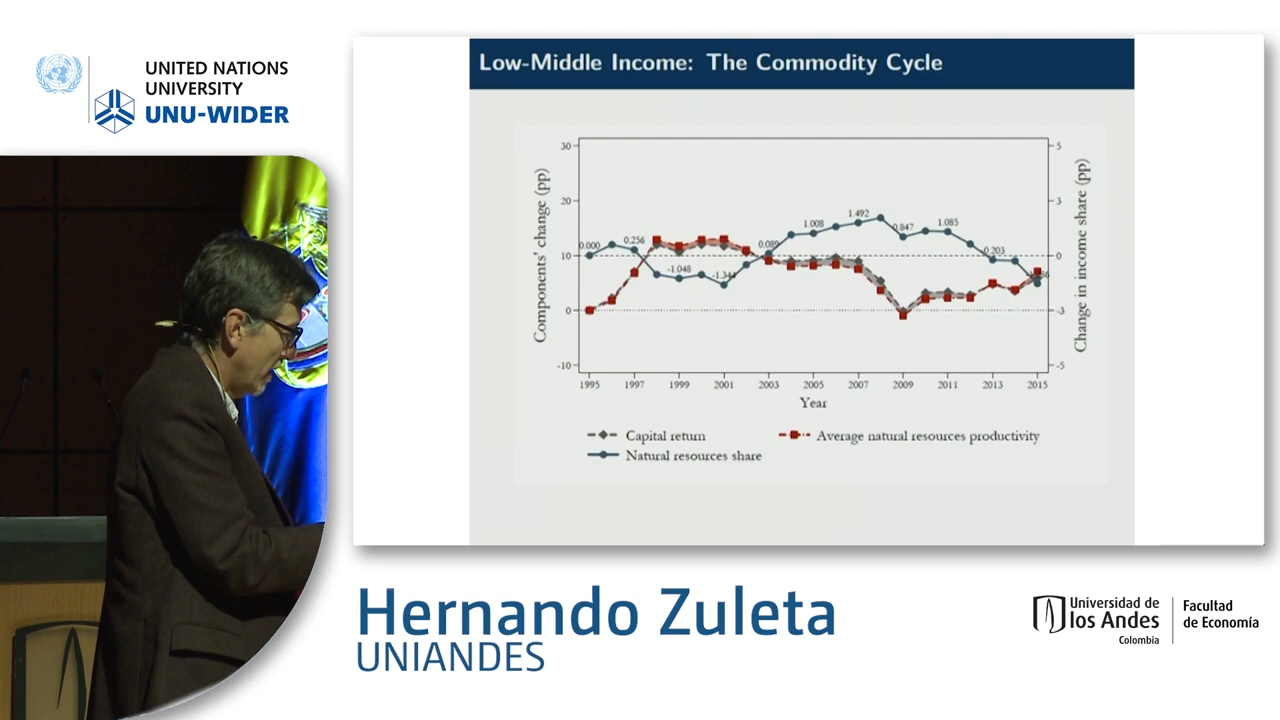 UNITED NATIONS
UNIVERSITY
UNU-WIDER
Low-Middle Income: The Commodity Cycle
Components' change (pp)
30
20
10
0
-10
0.000
0.256
-1.048
-1.344
0.089
1.008
1.492
0.847
1.085
0.203
5
3
0
-3
-5
Change in income share (pp)
1995 1997 1999 2001 2003 2005 2007 2009 2011 2013 2015
Year
Capital return
Average natural resources productivity
Natural resources share
Hernando Zuleta
UNIANDES
Universidad de
los Andes
Colombia
Facultad
de Economía